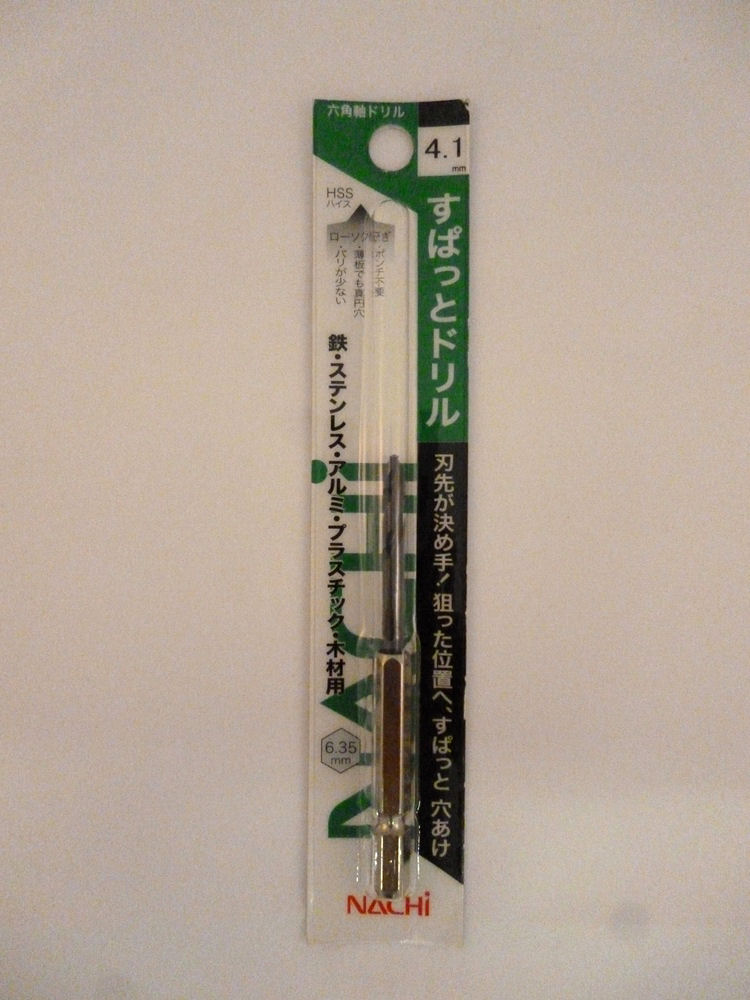 六角軸ドリル
4.1
mm
すぱっとドリル
刃先が決め手！狙った位置へ、すぱっと 穴あけ
HSS
ハイス
ローソク研ぎ
・ポンチ不要
・薄板でも真円穴
・バリが少ない
鉄・ステンレス・アルミ・プラスチック・木材用
NACHi
6.35
mm
NACHi